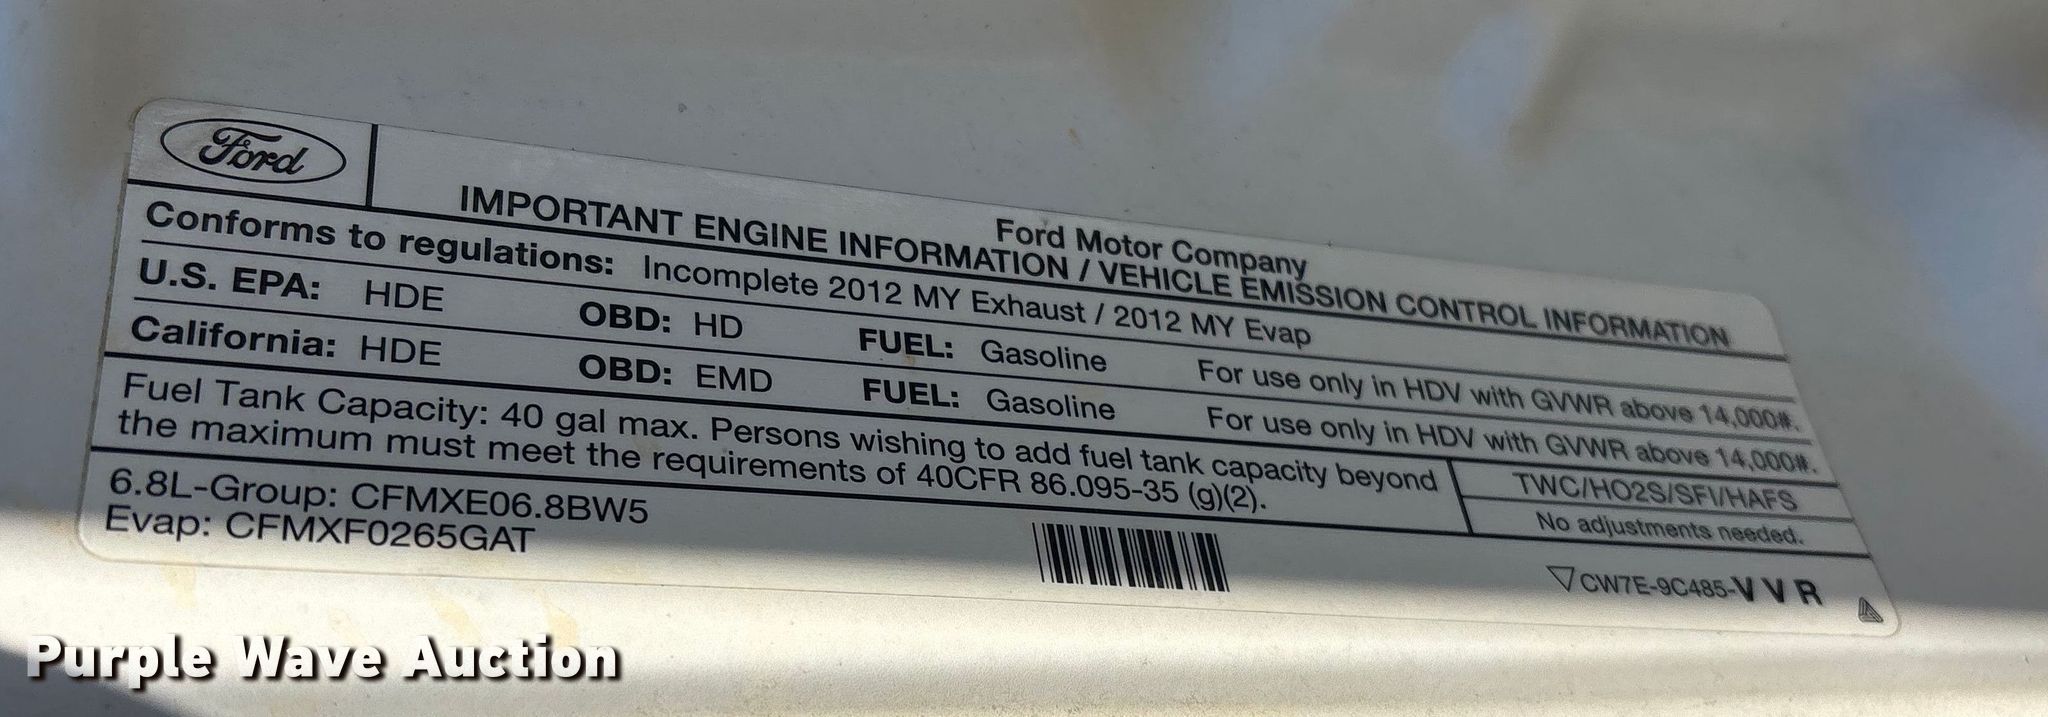 Ford
Ford Motor Company
IMPORTANT ENGINE INFORMATION / VEHICLE EMISSION CONTROL INFORMATION
Conforms to regulations: Incomplete 2012 MY Exhaust / 2012 MY Evap
U.S. EPA: HDE OBD: HD FUEL: Gasoline For use only in HDV with GVWR above 14,000#.
California: HDE OBD: EMD FUEL: Gasoline For use only in HDV with GVWR above 14,000#.
Fuel Tank Capacity: 40 gal max. Persons wishing to add fuel tank capacity beyond
the maximum must meet the requirements of 40CFR 86.095-35 (g)(2).
TWC/HO2S/SFI/HAFS
No adjustments needed.
6.8L-Group: CFMXE06.8BW5
Evap: CFMXF0265GAT
CW7E-9C485-V V R
Purple Wave Auction